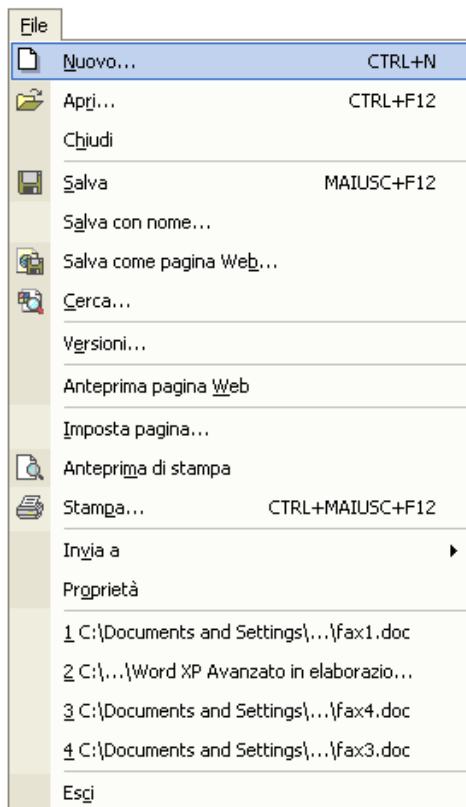 File
Nuovo... CTRL+N
Apri... CTRL+F12
Chiudi
Salva MAIUSC+F12
Salva con nome...
Salva come pagina Web...
Cerca...
Versioni...
Anteprima pagina Web
Imposta pagina...
Anteprima di stampa
Stampa... CTRL+MAIUSC+F12
Invia a
Proprietà
1 C:\Documents and Settings\...\fax1.doc
2 C:\...\Word XP Avanzato in elaborazio...
3 C:\Documents and Settings\...\fax4.doc
4 C:\Documents and Settings\...\fax3.doc
Esci